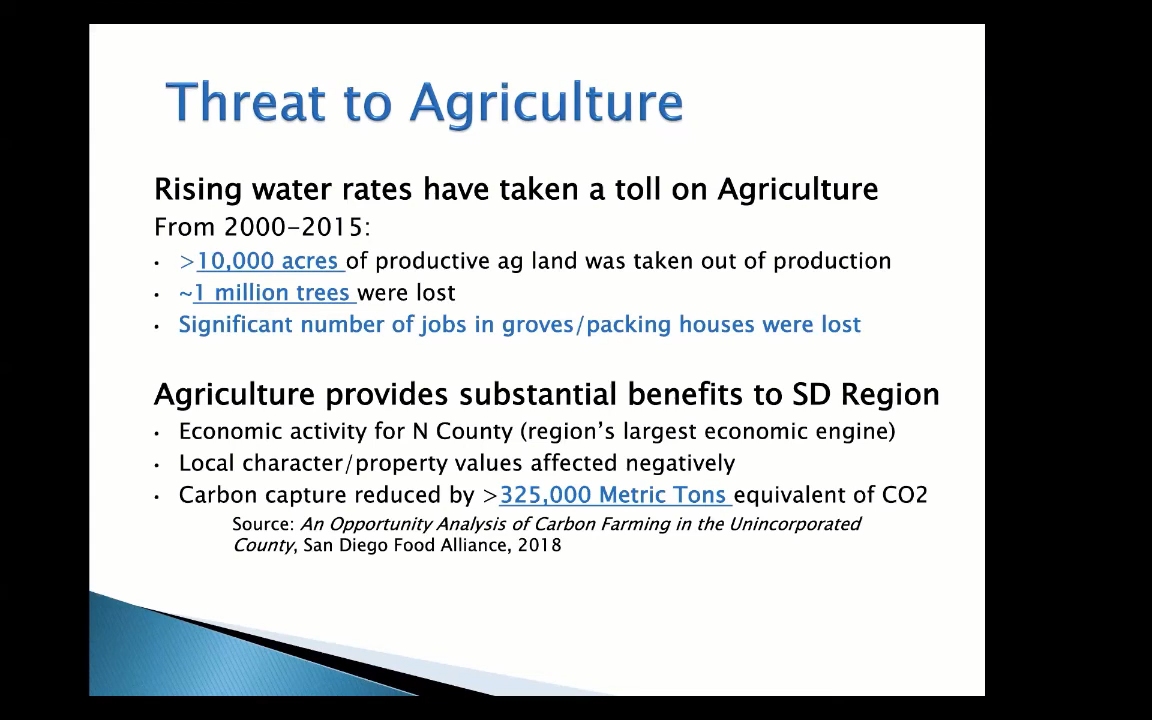 Threat to Agriculture
Rising water rates have taken a toll on Agriculture
From 2000-2015:
• >10,000 acres of productive ag land was taken out of production
• ~1 million trees were lost
• Significant number of jobs in groves/packing houses were lost
Agriculture provides substantial benefits to SD Region
• Economic activity for N County (region's largest economic engine)
• Local character/property values affected negatively
• Carbon capture reduced by >325,000 Metric Tons equivalent of CO2
Source: An Opportunity Analysis of Carbon Farming in the Unincorporated
County, San Diego Food Alliance, 2018